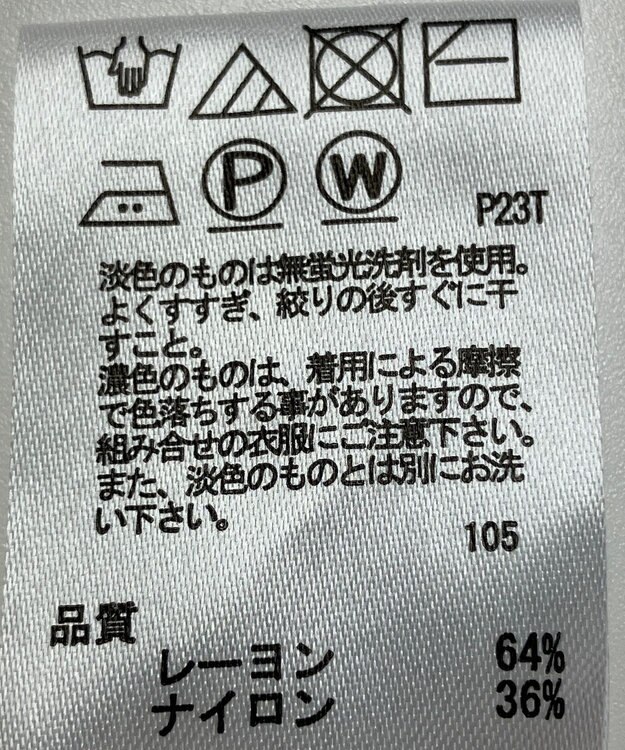 P W P23T
淡色のものは無蛍光洗剤を使用。
よくすすぎ、絞りの後すぐに干
すこと。
濃色のものは、着用による摩擦
で色落ちする事がありますので、
組み合せの衣服にご注意下さい。
また、淡色のものとは別にお洗
い下さい。
105
品質
レーヨン 64%
ナイロン 36%